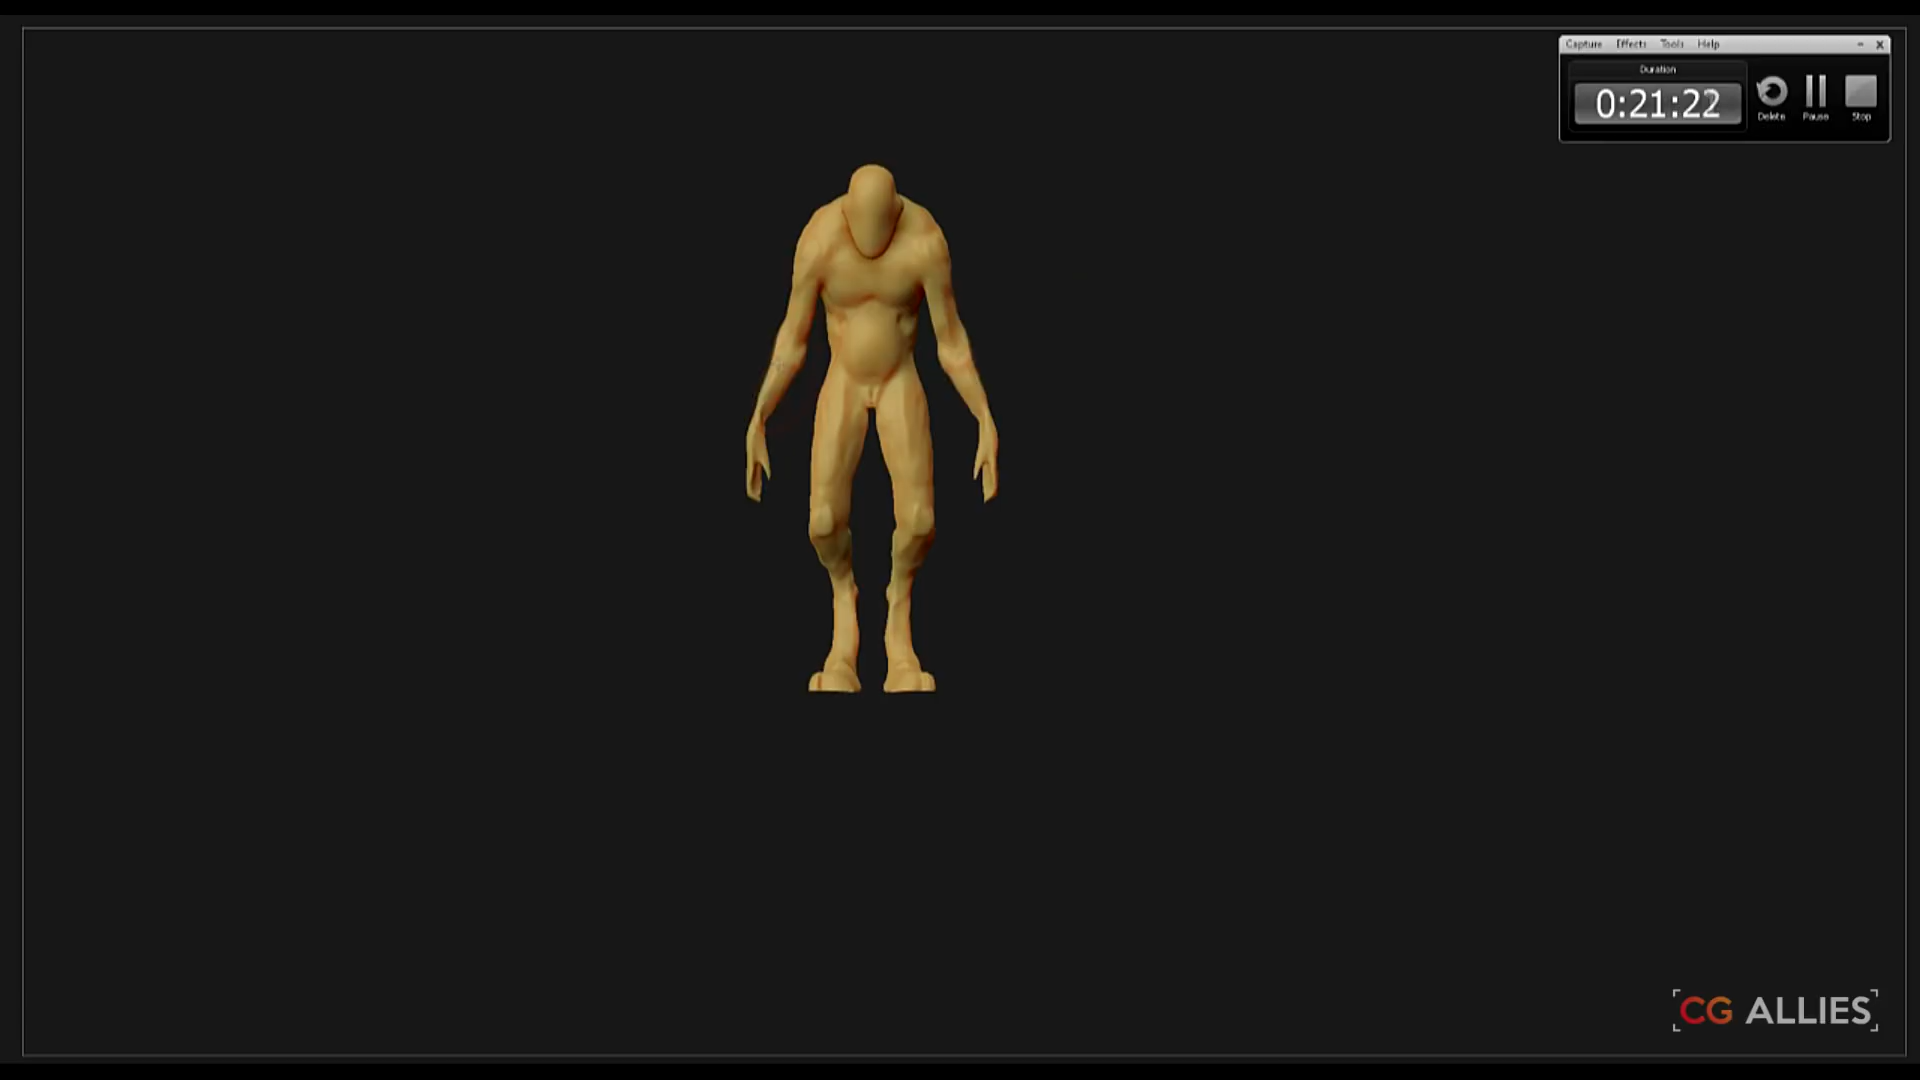 Capture Effects Tools Help
Duration
0:21:22
Delete Pause Stop
CG ALLIES